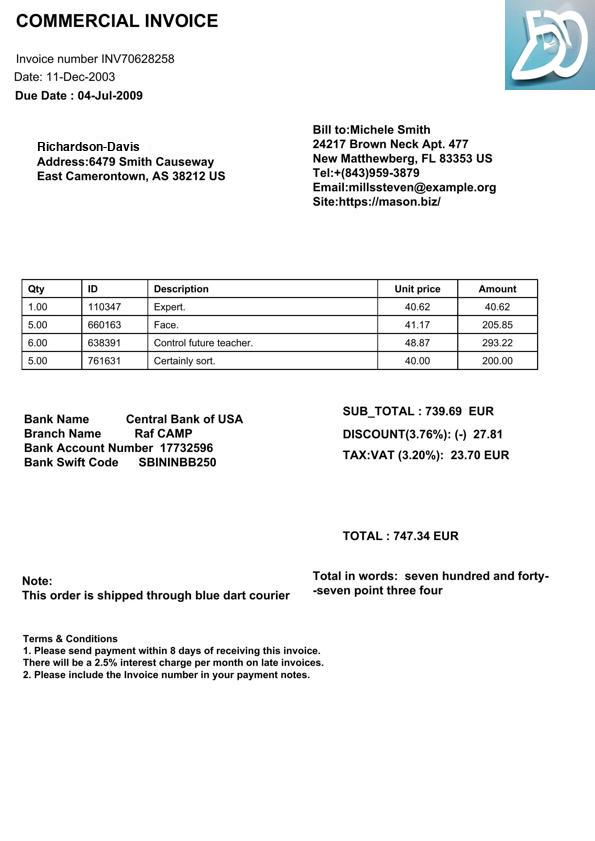 COMMERCIAL INVOICE
Invoice number INV70628258
Date: 11-Dec-2003
Due Date : 04-Jul-2009
Richardson-Davis
Address:6479 Smith Causeway
East Camerontown, AS 38212 US
Bill to:Michele Smith
24217 Brown Neck Apt. 477
New Matthewberg, FL 83353 US
Tel:+(843)959-3879
Email:millssteven@example.org
Site:https://mason.biz/
Qty ID Description Unit price Amount
1.00 110347 Expert. 40.62 40.62
5.00 660163 Face. 41.17 205.85
6.00 638391 Control future teacher. 48.87 293.22
5.00 761631 Certainly sort. 40.00 200.00
Bank Name Central Bank of USA
Branch Name Raf CAMP
Bank Account Number 17732596
Bank Swift Code SBININBB250
SUB_TOTAL : 739.69 EUR
DISCOUNT(3.76%): (-) 27.81
TAX:VAT (3.20%): 23.70 EUR
TOTAL : 747.34 EUR
Note:
This order is shipped through blue dart courier
Total in words: seven hundred and forty-
-seven point three four
Terms & Conditions
1. Please send payment within 8 days of receiving this invoice.
There will be a 2.5% interest charge per month on late invoices.
2. Please include the Invoice number in your payment notes.